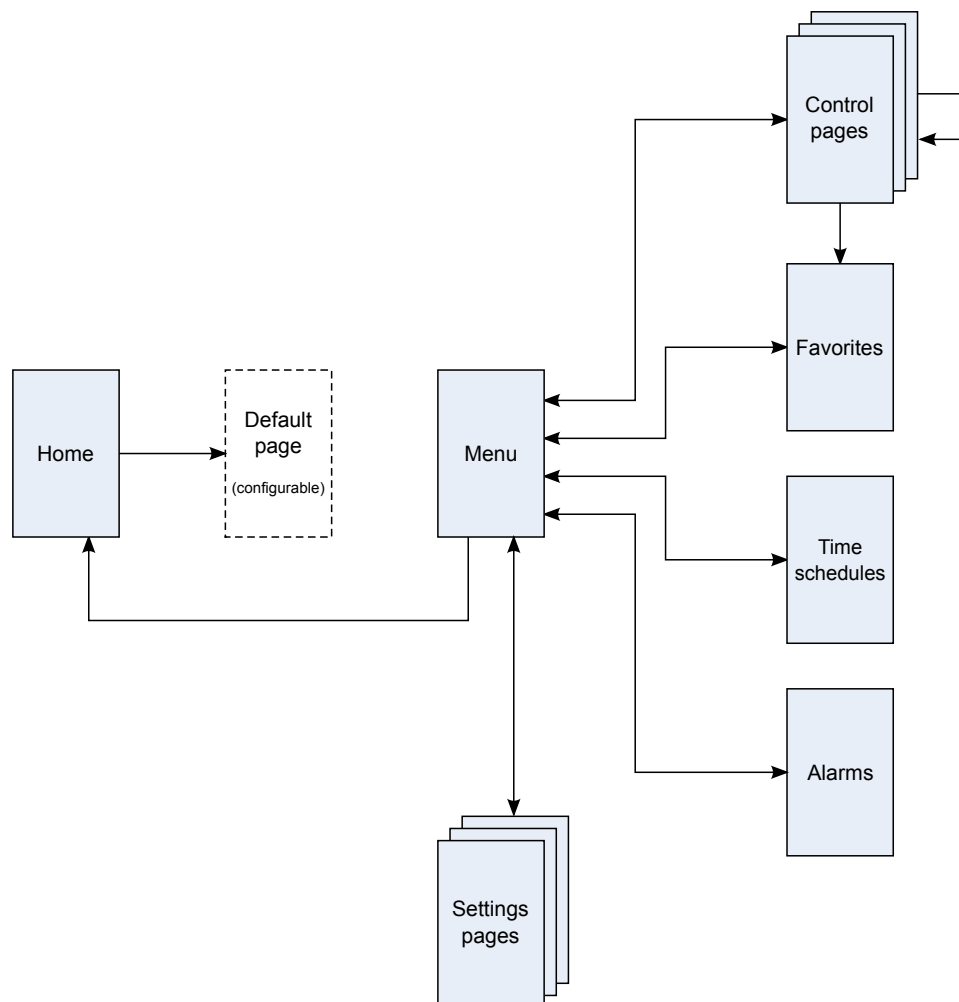 Control
pages
Favorites
Home
Default
page
(configurable)
Menu
Time
schedules
Alarms
Settings
pages